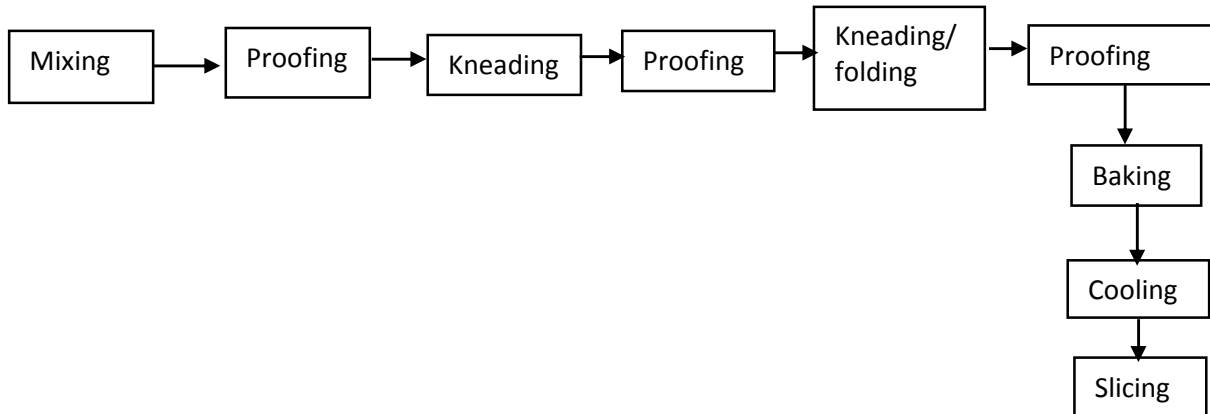 Mixing
Proofing
Kneading
Proofing
Kneading/
folding
Proofing
Baking
Cooling
Slicing